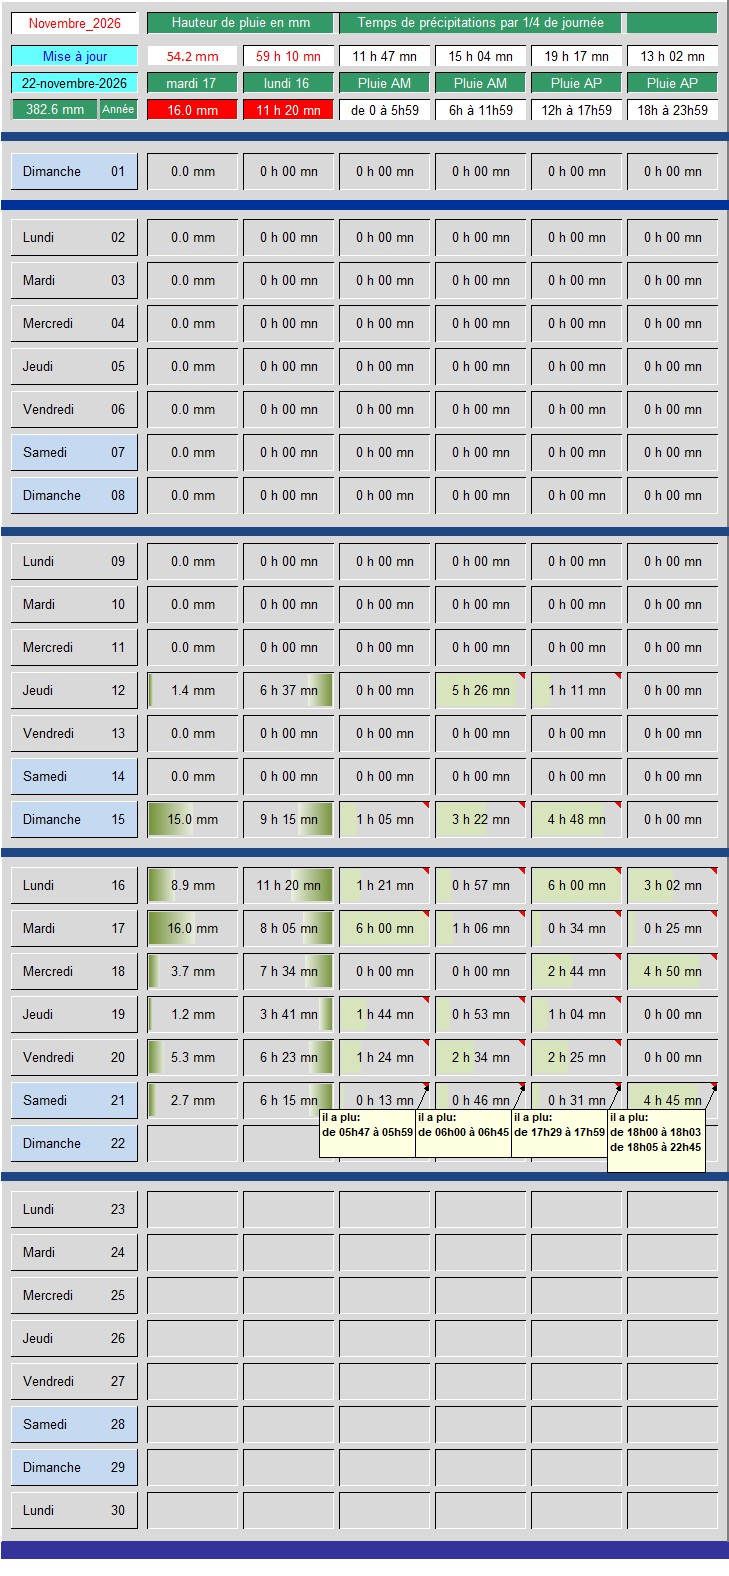 Novembre_2026 Hauteur de pluie en mm Temps de précipitations par 1/4 de journée
Mise à jour 54.2 mm 59 h 10 mn 11 h 47 mn 15 h 04 mn 19 h 17 mn 13 h 02 mn
22-novembre-2026 mardi 17 lundi 16 Pluie AM Pluie AM Pluie AP Pluie AP
382.6 mm Année 16.0 mm 11 h 20 mn de 0 à 5h59 6h à 11h59 12h à 17h59 18h à 23h59
Dimanche 01 0.0 mm 0 h 00 mn 0 h 00 mn 0 h 00 mn 0 h 00 mn 0 h 00 mn
Lundi 02 0.0 mm 0 h 00 mn 0 h 00 mn 0 h 00 mn 0 h 00 mn 0 h 00 mn
Mardi 03 0.0 mm 0 h 00 mn 0 h 00 mn 0 h 00 mn 0 h 00 mn 0 h 00 mn
Mercredi 04 0.0 mm 0 h 00 mn 0 h 00 mn 0 h 00 mn 0 h 00 mn 0 h 00 mn
Jeudi 05 0.0 mm 0 h 00 mn 0 h 00 mn 0 h 00 mn 0 h 00 mn 0 h 00 mn
Vendredi 06 0.0 mm 0 h 00 mn 0 h 00 mn 0 h 00 mn 0 h 00 mn 0 h 00 mn
Samedi 07 0.0 mm 0 h 00 mn 0 h 00 mn 0 h 00 mn 0 h 00 mn 0 h 00 mn
Dimanche 08 0.0 mm 0 h 00 mn 0 h 00 mn 0 h 00 mn 0 h 00 mn 0 h 00 mn
Lundi 09 0.0 mm 0 h 00 mn 0 h 00 mn 0 h 00 mn 0 h 00 mn 0 h 00 mn
Mardi 10 0.0 mm 0 h 00 mn 0 h 00 mn 0 h 00 mn 0 h 00 mn 0 h 00 mn
Mercredi 11 0.0 mm 0 h 00 mn 0 h 00 mn 0 h 00 mn 0 h 00 mn 0 h 00 mn
Jeudi 12 1.4 mm 6 h 37 mn 0 h 00 mn 5 h 26 mn 1 h 11 mn 0 h 00 mn
Vendredi 13 0.0 mm 0 h 00 mn 0 h 00 mn 0 h 00 mn 0 h 00 mn 0 h 00 mn
Samedi 14 0.0 mm 0 h 00 mn 0 h 00 mn 0 h 00 mn 0 h 00 mn 0 h 00 mn
Dimanche 15 15.0 mm 9 h 15 mn 1 h 05 mn 3 h 22 mn 4 h 48 mn 0 h 00 mn
Lundi 16 8.9 mm 11 h 20 mn 1 h 21 mn 0 h 57 mn 6 h 00 mn 3 h 02 mn
Mardi 17 16.0 mm 8 h 05 mn 6 h 00 mn 1 h 06 mn 0 h 34 mn 0 h 25 mn
Mercredi 18 3.7 mm 7 h 34 mn 0 h 00 mn 0 h 00 mn 2 h 44 mn 4 h 50 mn
Jeudi 19 1.2 mm 3 h 41 mn 1 h 44 mn 0 h 53 mn 1 h 04 mn 0 h 00 mn
Vendredi 20 5.3 mm 6 h 23 mn 1 h 24 mn 2 h 34 mn 2 h 25 mn 0 h 00 mn
Samedi 21 2.7 mm 6 h 15 mn 0 h 13 mn 0 h 46 mn 0 h 31 mn 4 h 45 mn
il a plu: il a plu: il a plu: il a plu:
de 05h47 à 05h59 de 06h00 à 06h45 de 17h29 à 17h59 de 18h00 à 18h03
Dimanche 22 de 18h05 à 22h45
Lundi 23
Mardi 24
Mercredi 25
Jeudi 26
Vendredi 27
Samedi 28
Dimanche 29
Lundi 30